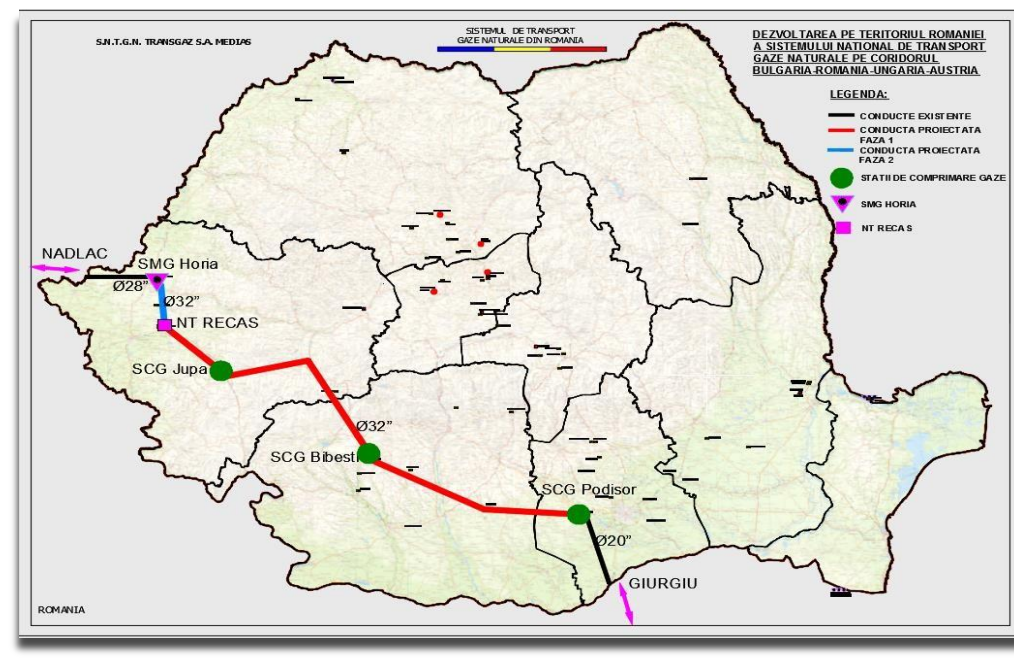 S.N.T.G.N. TRANSGAZ S.A. MEDIAS
SISTEMUL DE TRANSPORT
GAZE NATURALE DIN ROMANIA
DEZVOLTAREA PE TERITORIUL ROMANIEI
A SISTEMULUI NATIONAL DE TRANSPORT
GAZE NATURALE PE CORIDORUL
BULGARIA-ROMANIA-UNGARIA-AUSTRIA
LEGENDA:
CONDUCTE EXISTENTE
CONDUCTA PROIECTATA
FAZA 1
CONDUCTA PROIECTATA
FAZA 2
STATII DE COMPRIMARE GAZE
SMG HORIA
NT RECAS
NADLAC
SMG Horia
Ø28"
Ø32"
NT RECAS
SCG Jupa
Ø32"
SCG Bibesti
SCG Podisor
Ø20"
GIURGIU
ROMANIA